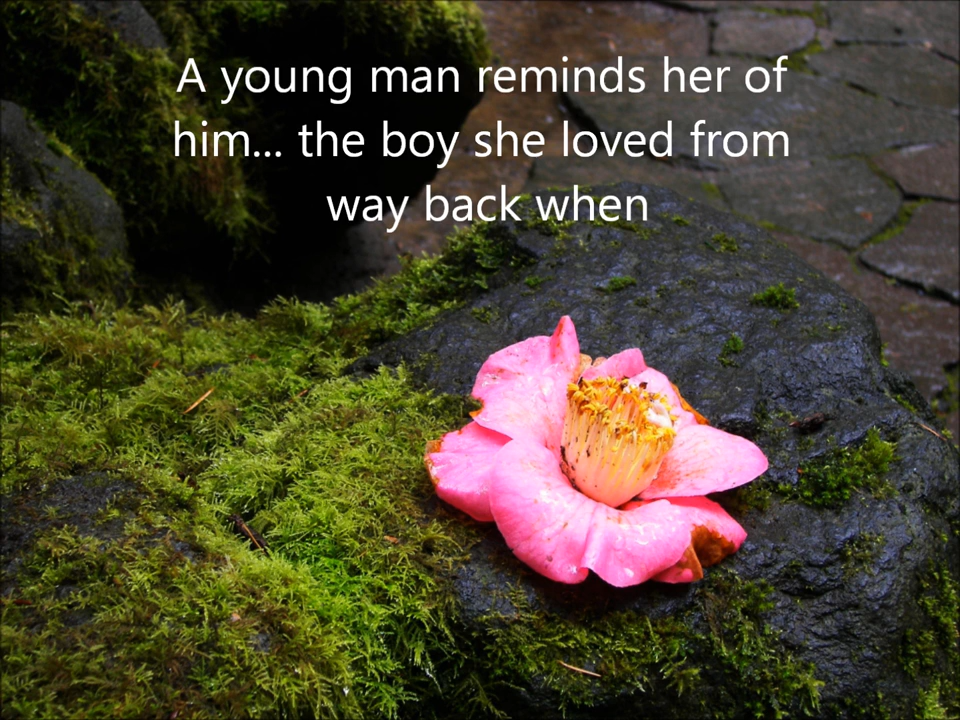 A young man reminds her of
him... the boy she loved from
way back when